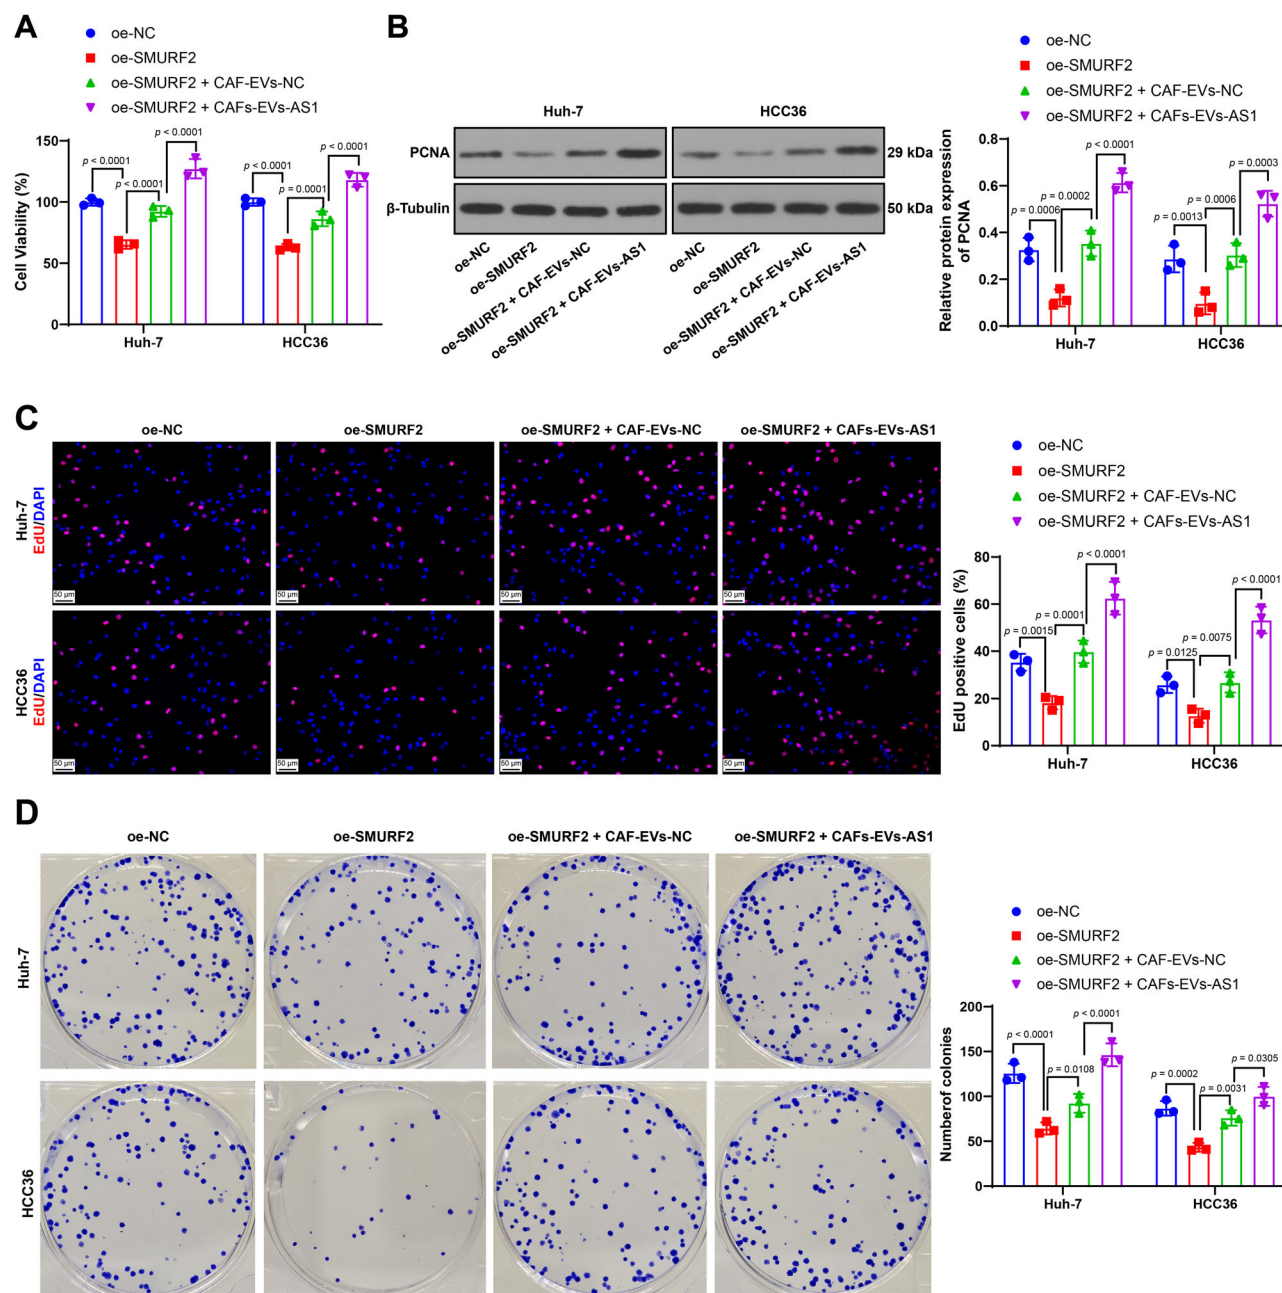 A
oe-NC
oe-SMURF2
oe-SMURF2 + CAF-EVs-NC
oe-SMURF2 + CAFs-EVs-AS1
Cell Viability (%)
150
100
50
0
p < 0.0001
p < 0.0001
p < 0.0001
p < 0.0001
p = 0.0001
p < 0.0001
Huh-7
HCC36
B
Huh-7
HCC36
PCNA
29 kDa
β-Tubulin
50 kDa
oe-NC
oe-SMURF2
oe-SMURF2 + CAF-EVs-NC
oe-SMURF2 + CAF-EVs-AS1
oe-NC
oe-SMURF2
oe-SMURF2 + CAF-EVs-NC
oe-SMURF2 + CAF-EVs-AS1
oe-NC
oe-SMURF2
oe-SMURF2 + CAF-EVs-NC
oe-SMURF2 + CAFs-EVs-AS1
Relative protein expression
of PCNA
0.8
0.6
0.4
0.2
0.0
p = 0.0006
p = 0.0002
p < 0.0001
p = 0.0013
p = 0.0006
p = 0.0003
Huh-7
HCC36
C
oe-NC
oe-SMURF2
oe-SMURF2 + CAF-EVs-NC
oe-SMURF2 + CAFs-EVs-AS1
Huh-7
EdU/DAPI
50 µm
50 µm
50 µm
50 µm
HCC36
EdU/DAPI
50 µm
50 µm
50 µm
50 µm
oe-NC
oe-SMURF2
oe-SMURF2 + CAF-EVs-NC
oe-SMURF2 + CAFs-EVs-AS1
EdU positive cells (%)
80
60
40
20
0
p = 0.0015
p = 0.0001
p < 0.0001
p = 0.0125
p = 0.0075
p < 0.0001
Huh-7
HCC36
D
oe-NC
oe-SMURF2
oe-SMURF2 + CAF-EVs-NC
oe-SMURF2 + CAFs-EVs-AS1
Huh-7
HCC36
oe-NC
oe-SMURF2
oe-SMURF2 + CAF-EVs-NC
oe-SMURF2 + CAFs-EVs-AS1
Numberof colonies
200
150
100
50
0
p < 0.0001
p = 0.0108
p < 0.0001
p = 0.0002
p = 0.0031
p = 0.0305
Huh-7
HCC36